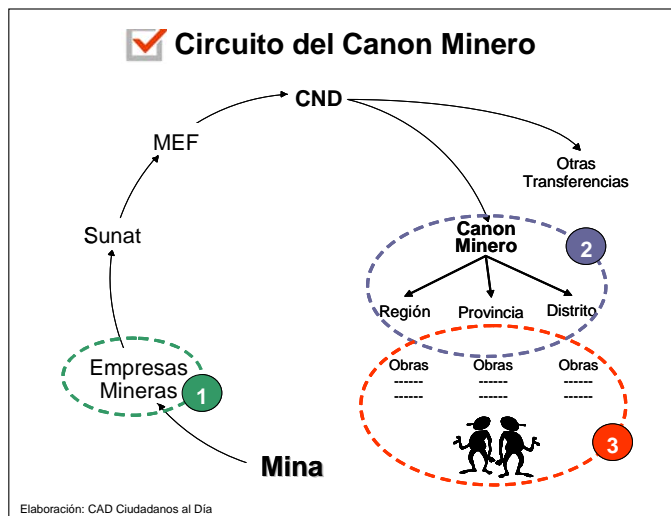 Circuito del Canon Minero
CND
MEF
Otras
Transferencias
Sunat
Canon
Minero
2
Región Provincia Distrito
Empresas
Mineras
1
Obras Obras Obras
------ ------ ------
------ ------ ------
3
Mina
Elaboración: CAD Ciudadanos al Día